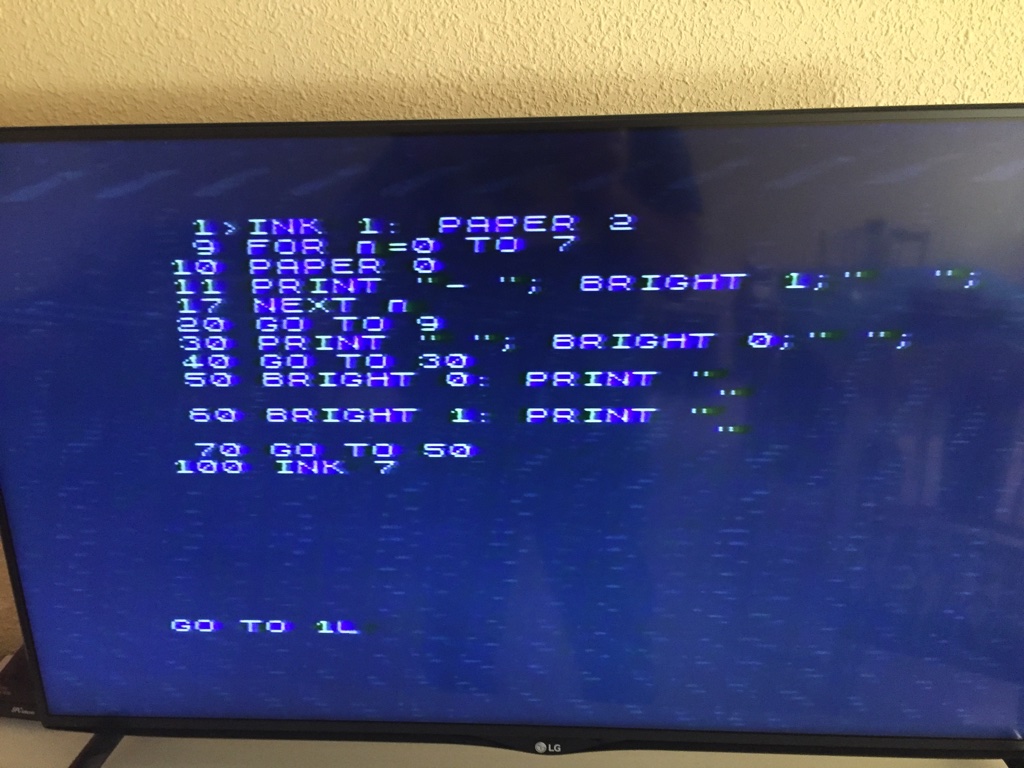 1>INK 1: PAPER 2
9 FOR n=0 TO 7
10 PAPER 0
11 PRINT "- "; BRIGHT 1;"  ";
17 NEXT n
20 GO TO 9
30 PRINT " "; BRIGHT 0;" ";
40 GO TO 30
50 BRIGHT 0: PRINT "
"
60 BRIGHT 1: PRINT "
"
70 GO TO 50
100 INK 7
GO TO 1L
LG